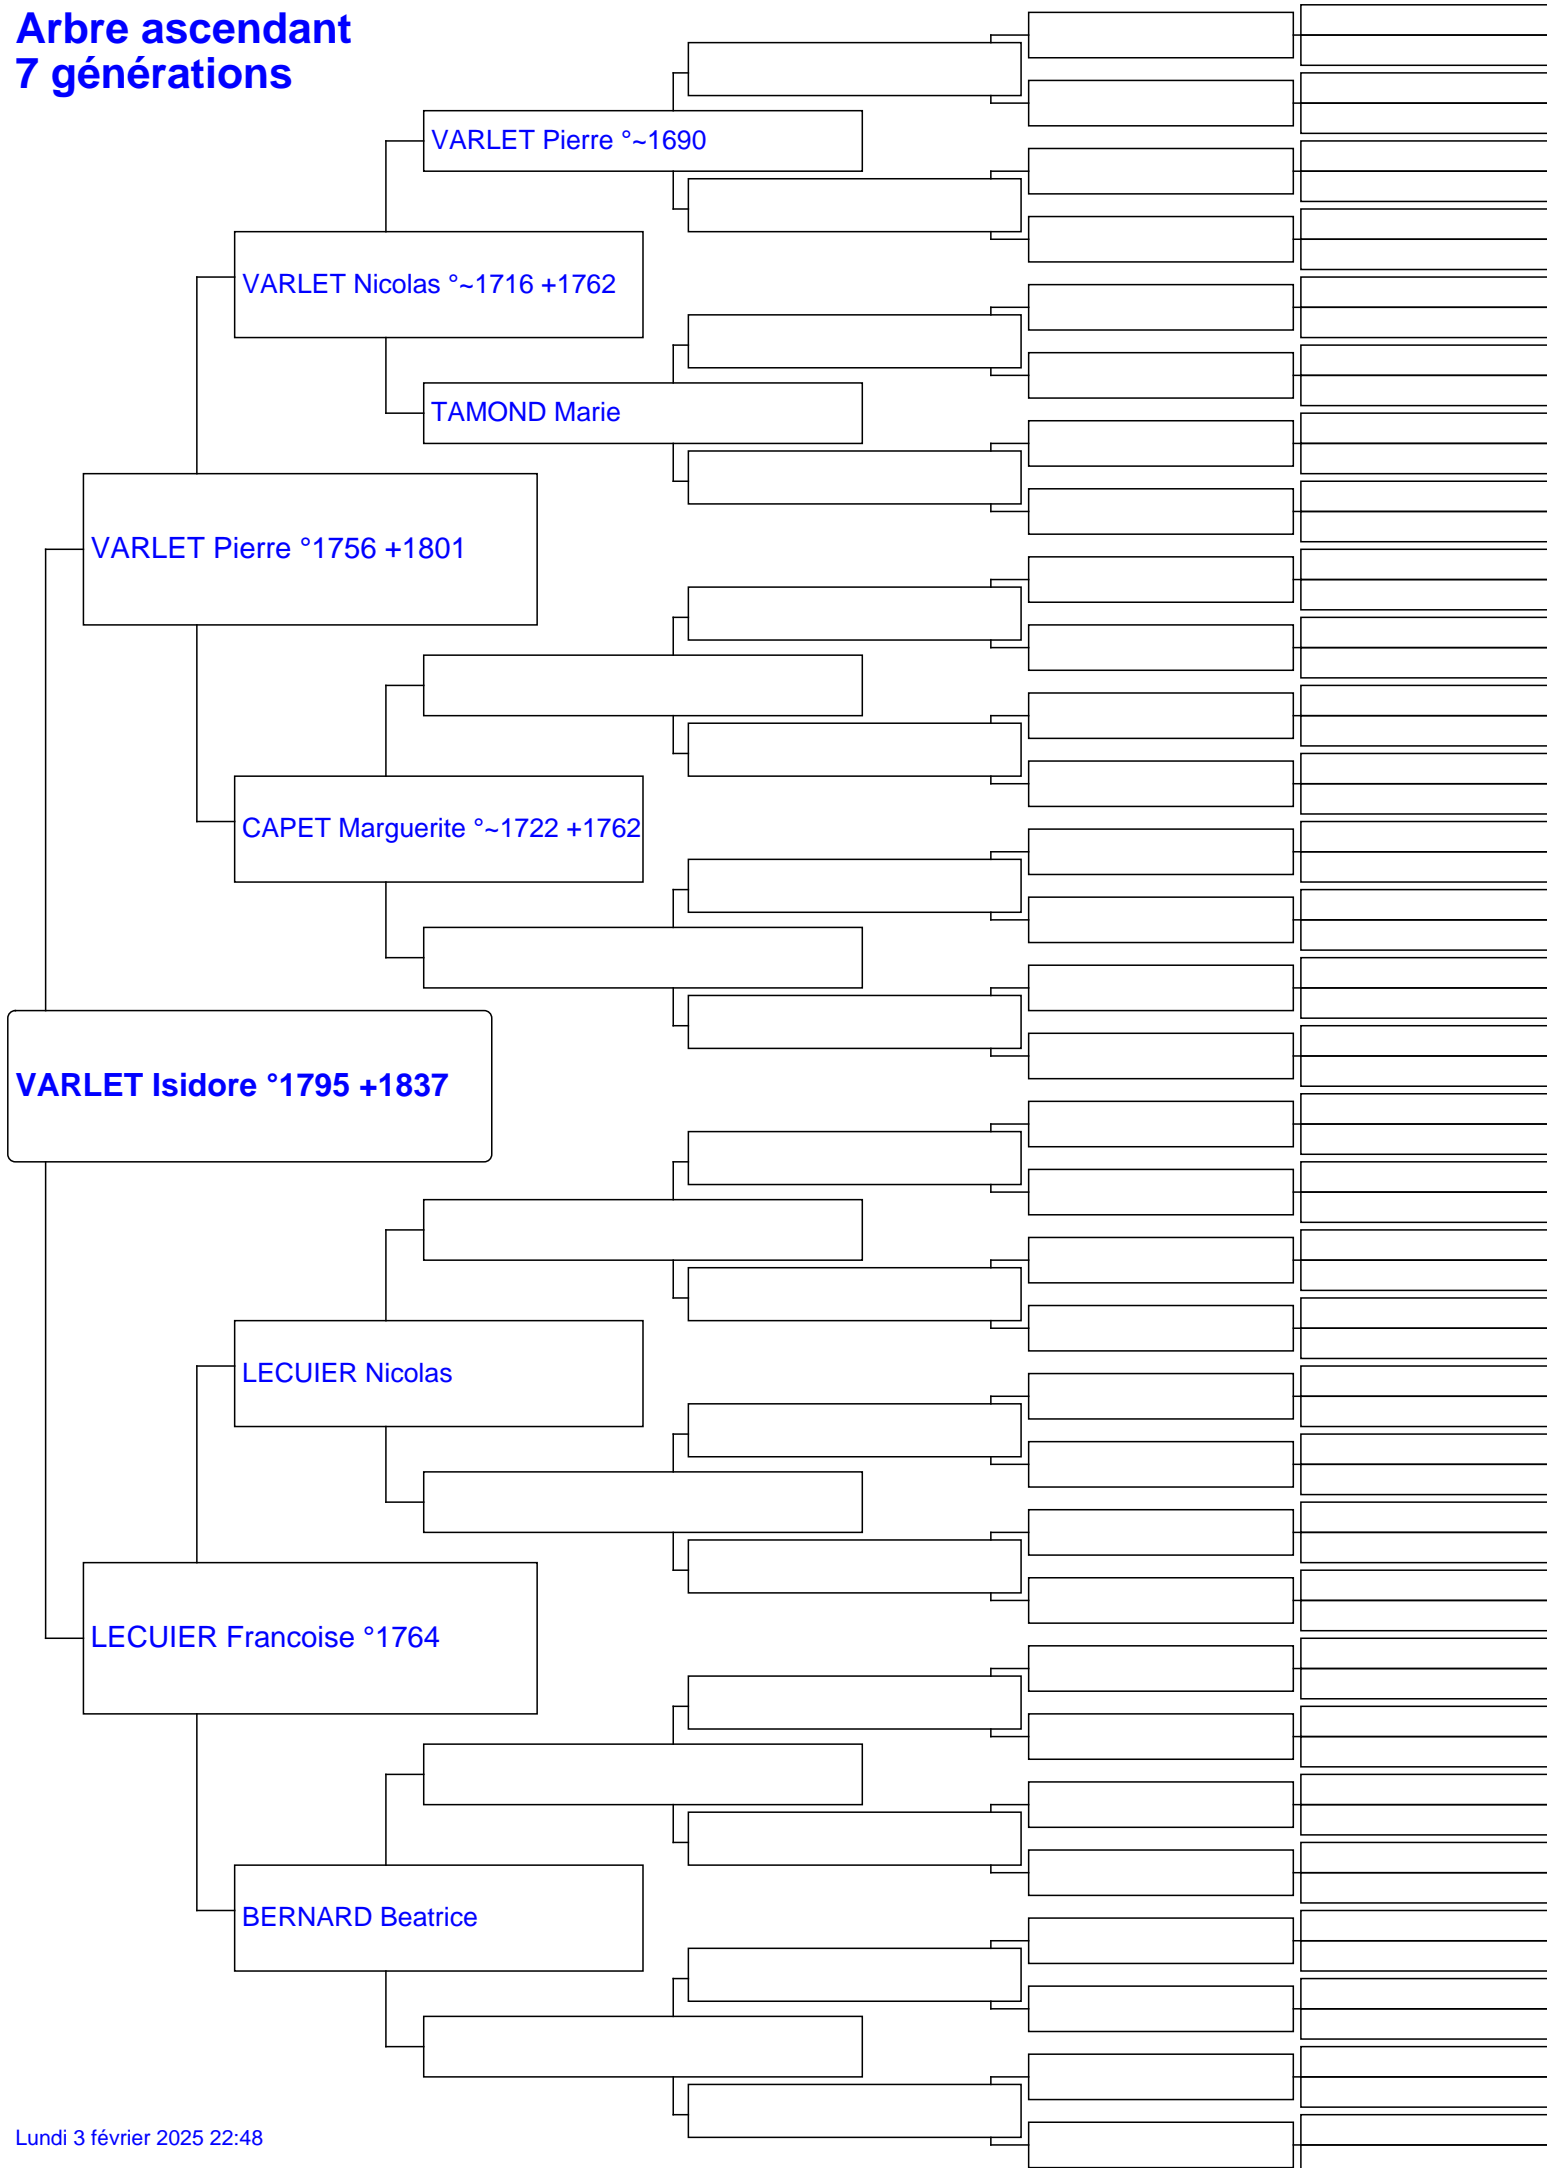 Arbre ascendant
7 générations
VARLET Pierre °~1690
VARLET Nicolas °~1716 +1762
TAMOND Marie
VARLET Pierre °1756 +1801
CAPET Marguerite °~1722 +1762
VARLET Isidore °1795 +1837
LECUIER Nicolas
LECUIER Francoise °1764
BERNARD Beatrice
Lundi 3 février 2025 22:48